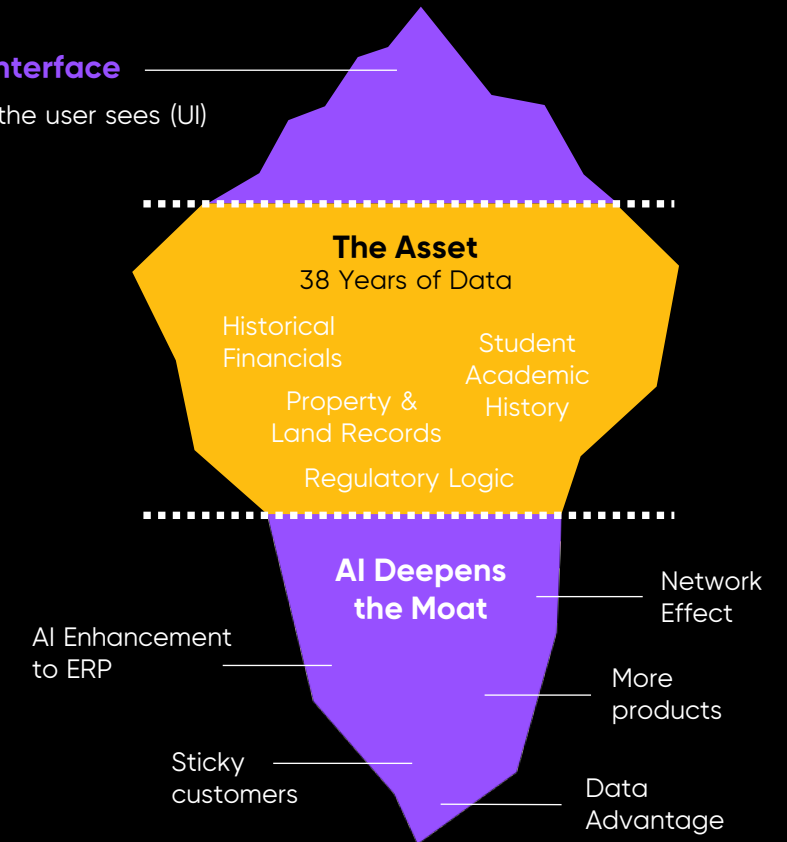 nterface
the user sees (UI)
The Asset
38 Years of Data
Historical
Financials
Student
Academic
History
Property &
Land Records
Regulatory Logic
AI Deepens
the Moat
Network
Effect
AI Enhancement
to ERP
More
products
Sticky
customers
Data
Advantage